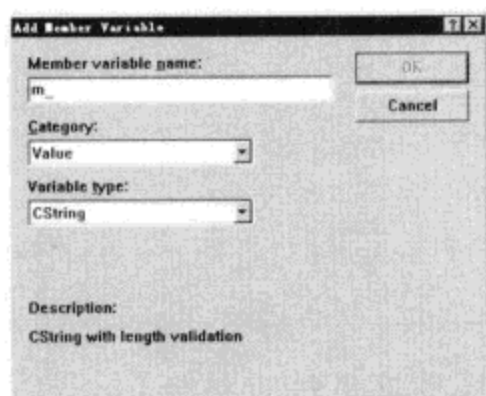 Add Member Variable
Member variable name:
OK
m_
Cancel
Category:
Value
Variable type:
CString
Description:
CString with length validation